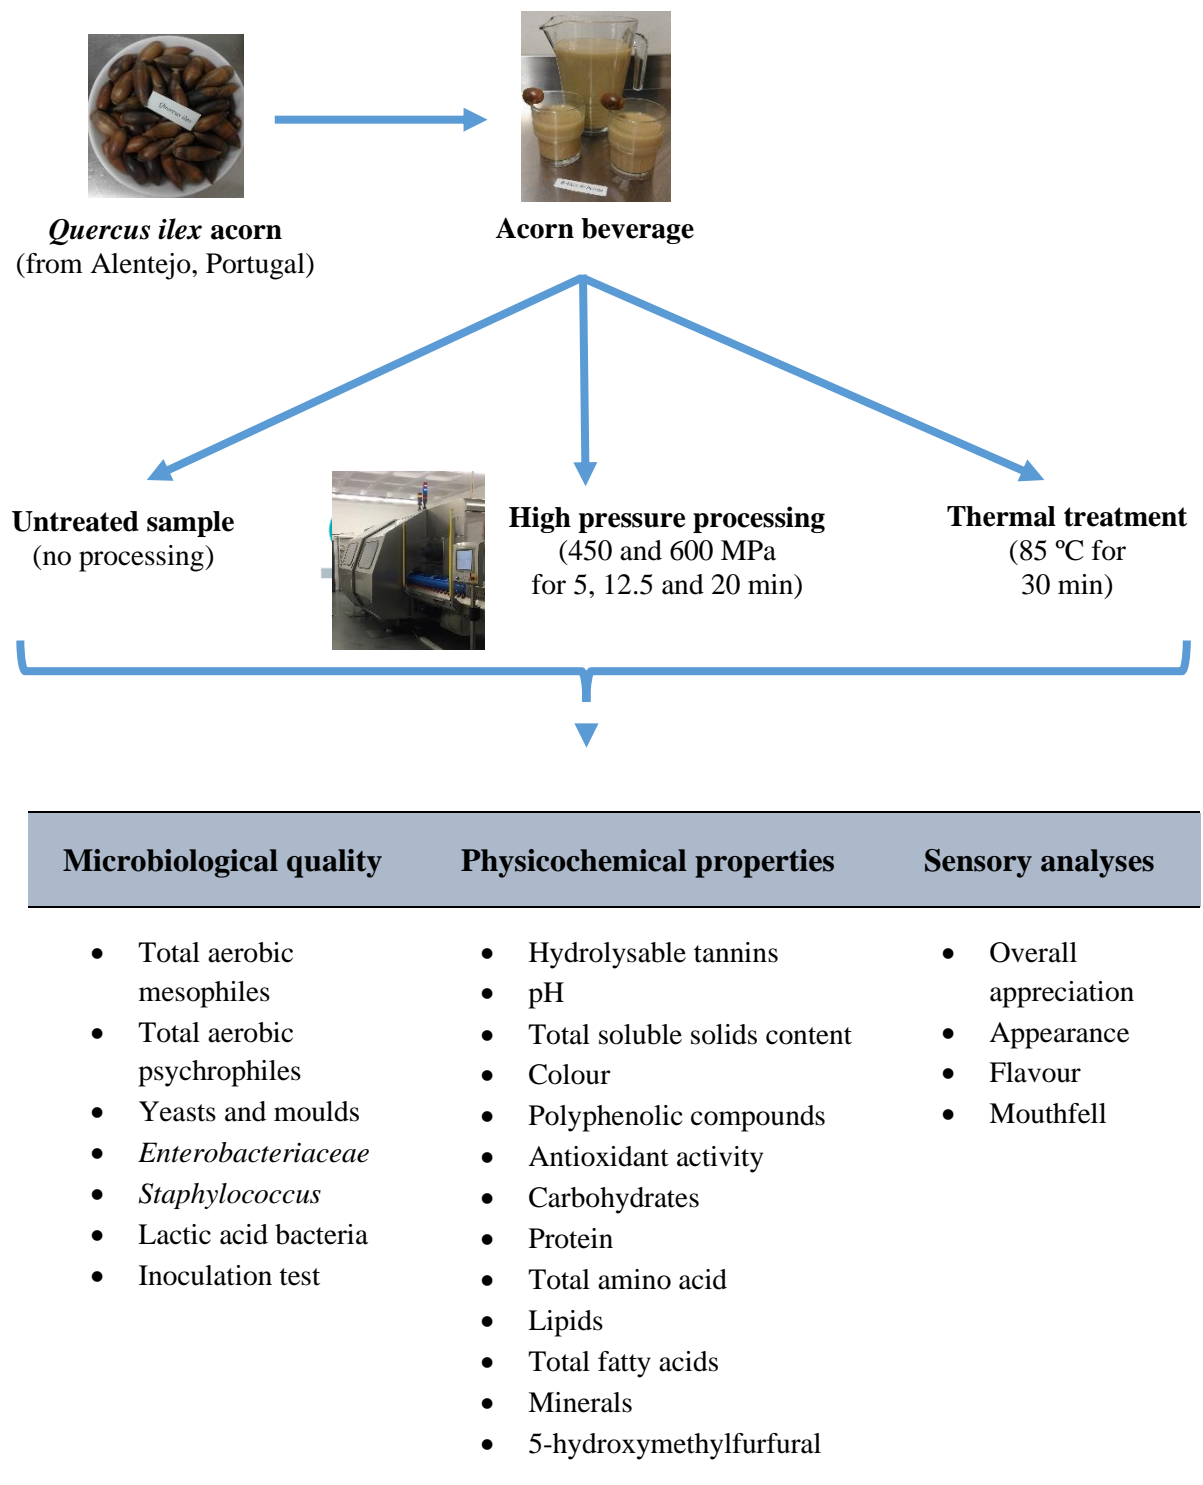 Quercus ilex
Quercus ilex acorn
(from Alentejo, Portugal)
Acorn beverage
Untreated sample
(no processing)
High pressure processing
(450 and 600 MPa
for 5, 12.5 and 20 min)
Thermal treatment
(85 ºC for
30 min)
Microbiological quality
Physicochemical properties
Sensory analyses
• Total aerobic
mesophiles
• Total aerobic
psychrophiles
• Yeasts and moulds
• Enterobacteriaceae
• Staphylococcus
• Lactic acid bacteria
• Inoculation test
• Hydrolysable tannins
• pH
• Total soluble solids content
• Colour
• Polyphenolic compounds
• Antioxidant activity
• Carbohydrates
• Protein
• Total amino acid
• Lipids
• Total fatty acids
• Minerals
• 5-hydroxymethylfurfural
• Overall
appreciation
• Appearance
• Flavour
• Mouthfell